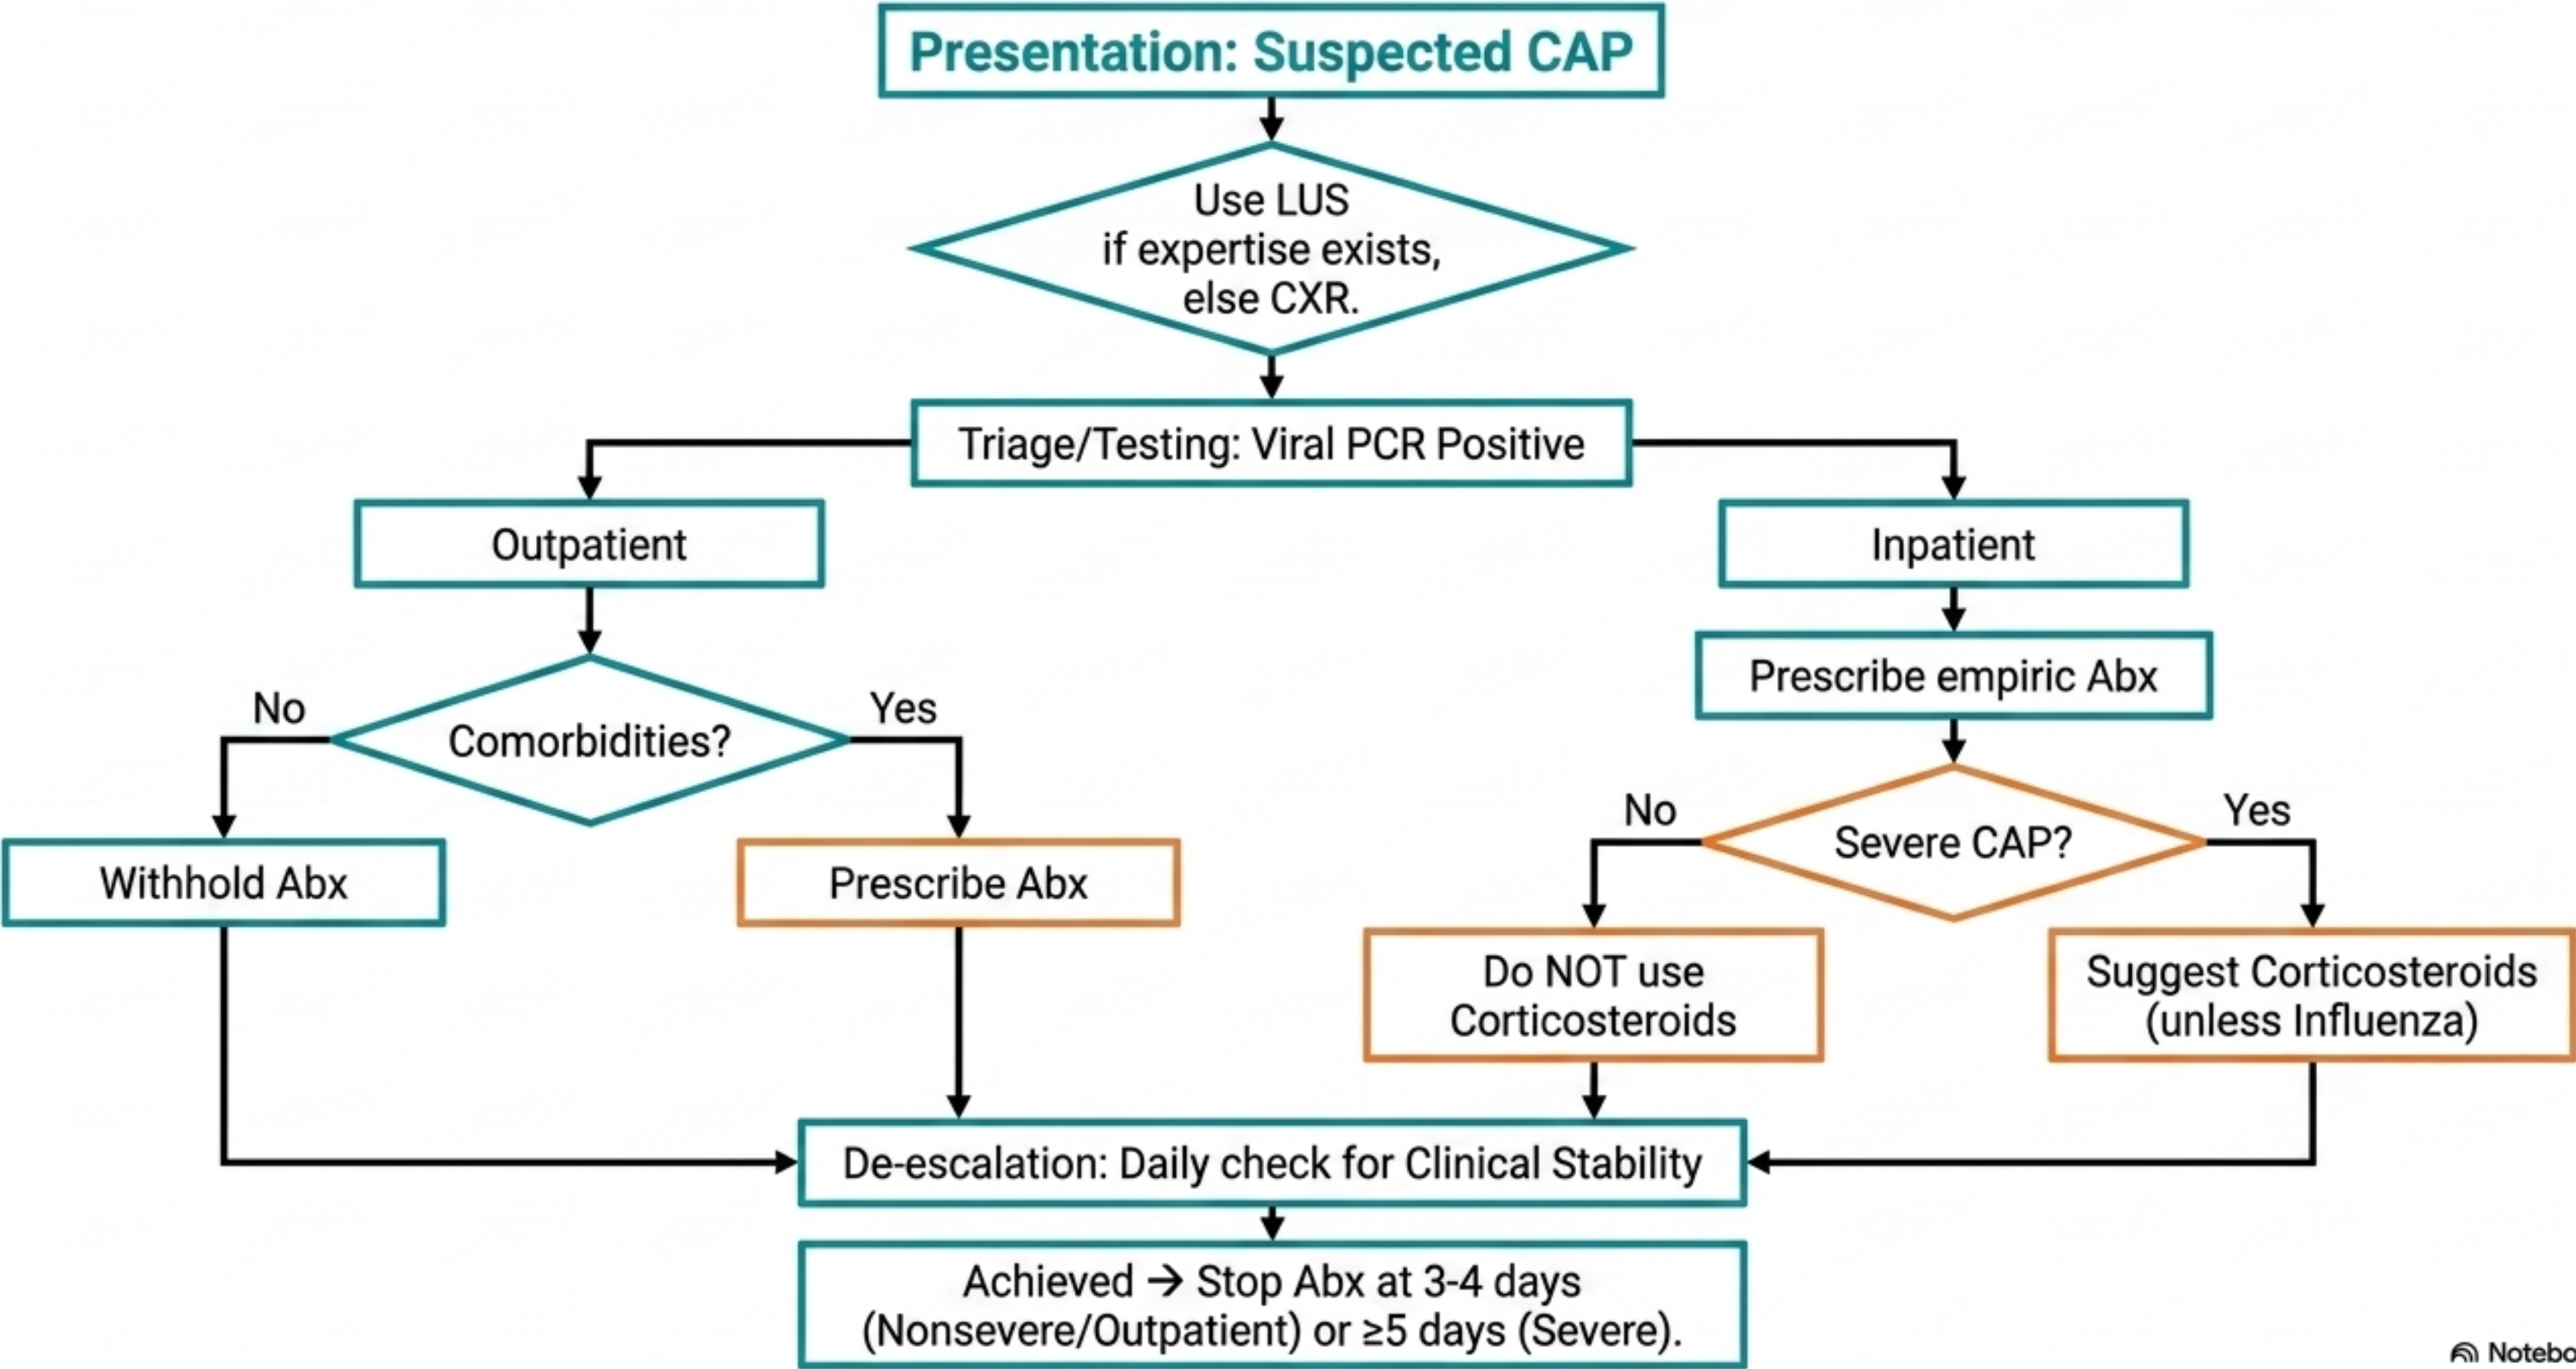 Presentation: Suspected CAP
Use LUS
if expertise exists,
else CXR.
Triage/Testing: Viral PCR Positive
Outpatient
Inpatient
Prescribe empiric Abx
No
Comorbidities?
Yes
No
Severe CAP?
Yes
Withhold Abx
Prescribe Abx
Do NOT use
Corticosteroids
Suggest Corticosteroids
(unless Influenza)
De-escalation: Daily check for Clinical Stability
Achieved → Stop Abx at 3-4 days
(Nonsevere/Outpatient) or ≥5 days (Severe).
Notebo